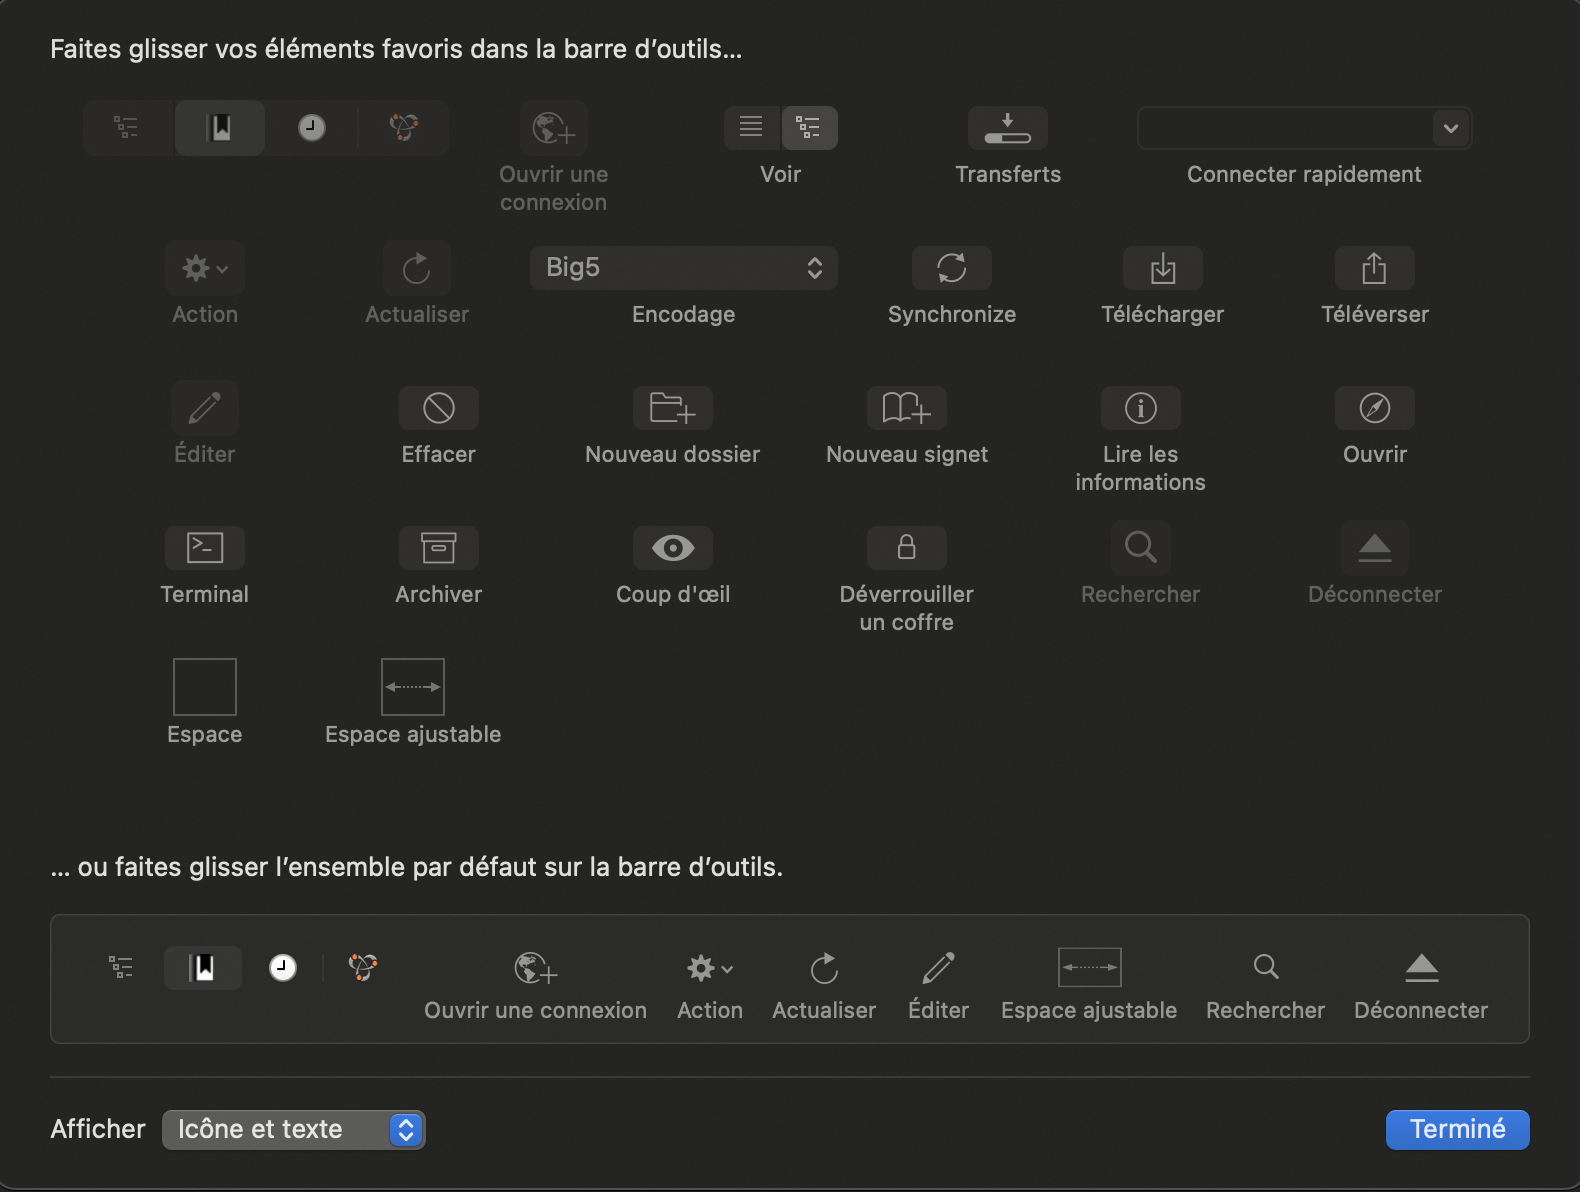 Faites glisser vos éléments favoris dans la barre d’outils…
Ouvrir une
connexion
Voir
Transferts
Connecter rapidement
Action
Actualiser
Big5
Encodage
Synchronize
Télécharger
Téléverser
Éditer
Effacer
Nouveau dossier
Nouveau signet
Lire les
informations
Ouvrir
Terminal
Archiver
Coup d'œil
Déverrouiller
un coffre
Rechercher
Déconnecter
Espace
Espace ajustable
… ou faites glisser l’ensemble par défaut sur la barre d’outils.
Ouvrir une connexion
Action
Actualiser
Éditer
Espace ajustable
Rechercher
Déconnecter
Afficher
Icône et texte
Terminé